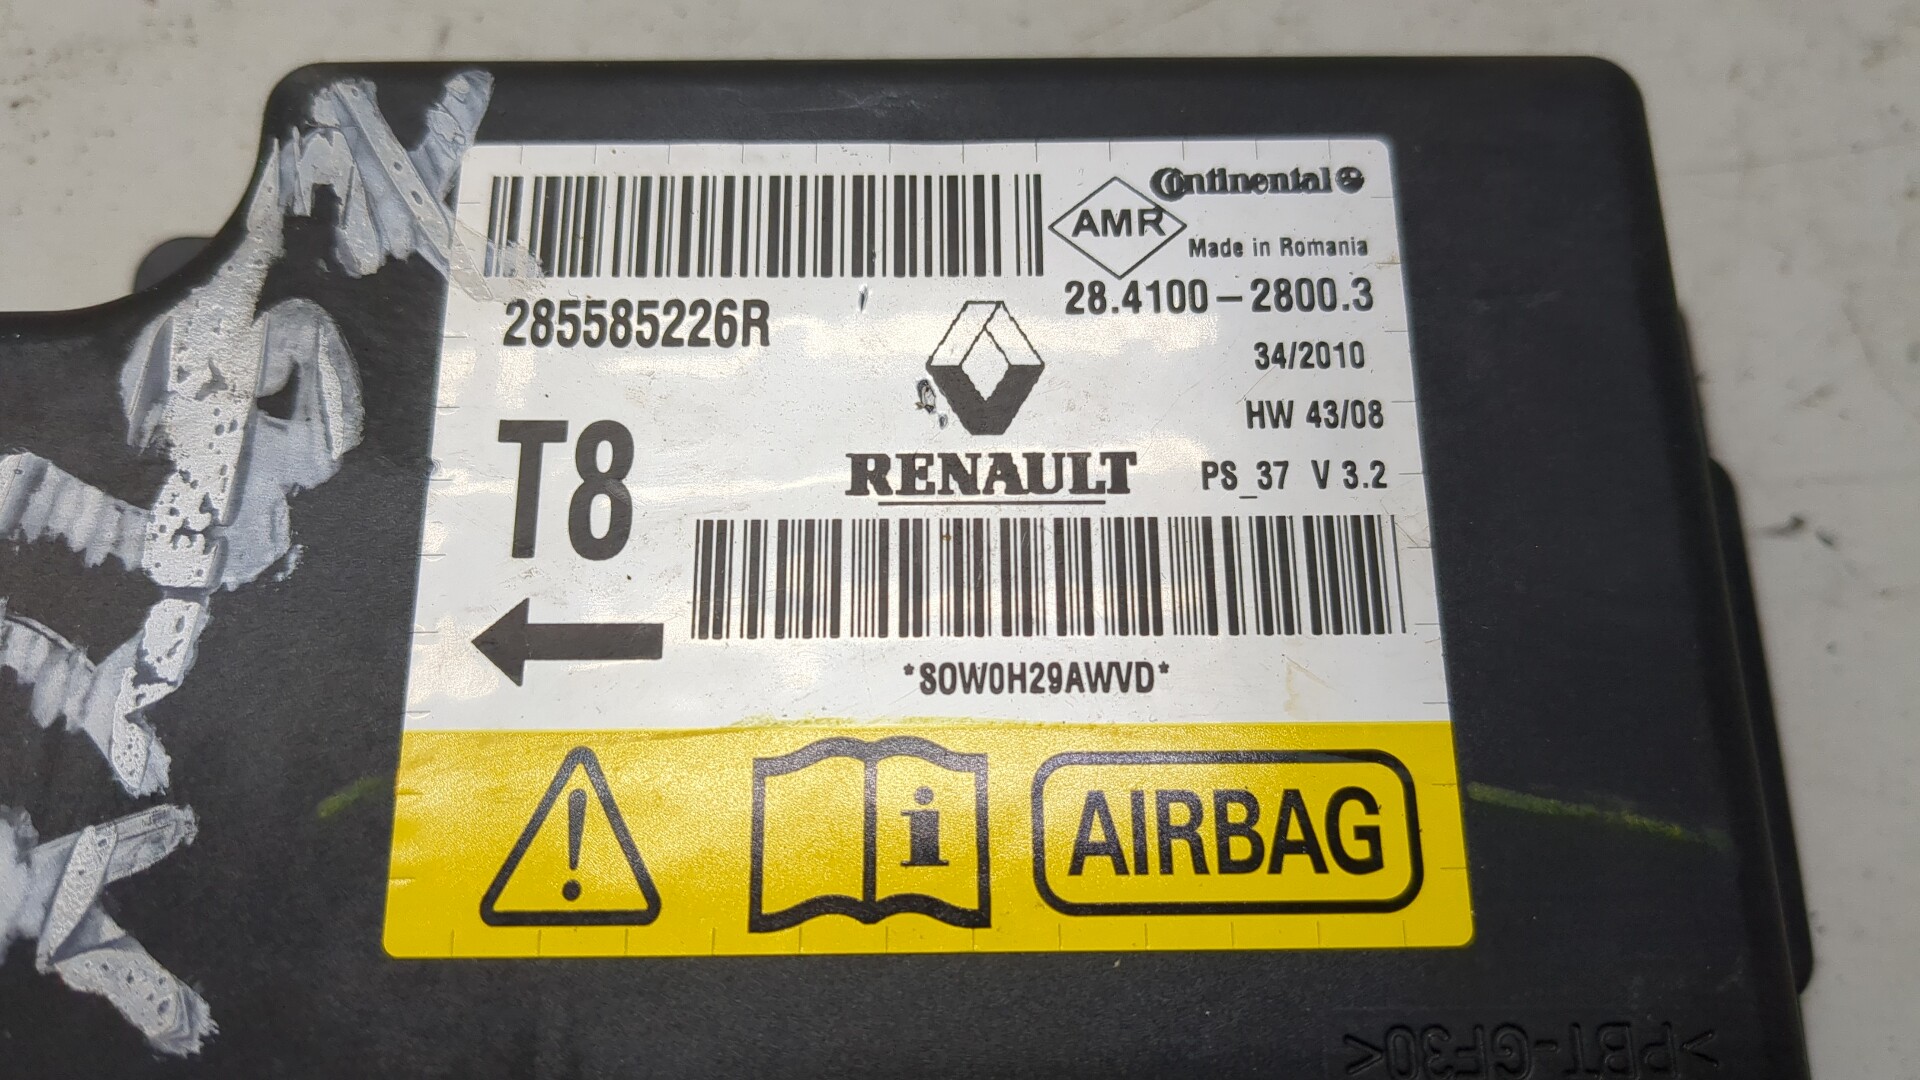 Continental
AMR
Made in Romania
285585226R
28.4100-2800.3
34/2010
HW 43/08
T8
RENAULT
PS_37 V 3.2
*S0W0H29AWVD*
i
AIRBAG
>PBT-GF30<